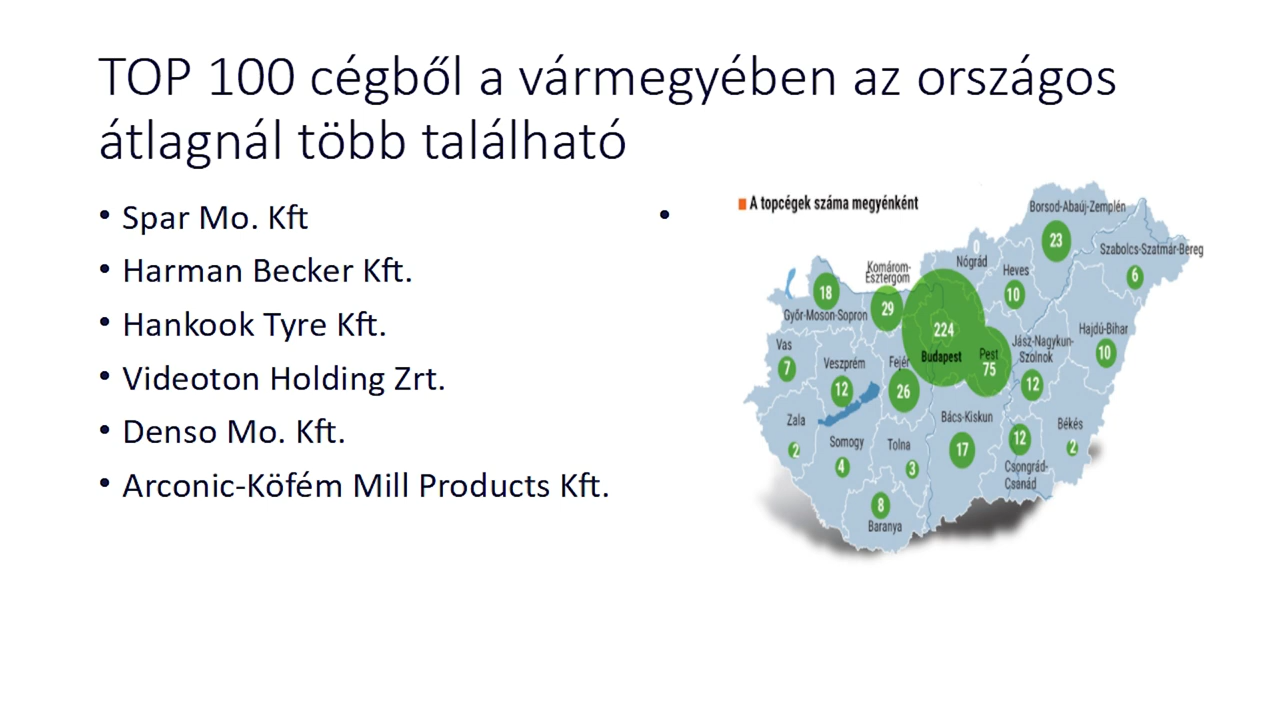 TOP 100 cégből a vármegyében az országos
átlagnál több található
• Spar Mo. Kft
• Harman Becker Kft.
• Hankook Tyre Kft.
• Videoton Holding Zrt.
• Denso Mo. Kft.
• Arconic-Köfém Mill Products Kft.
•
A topcégek száma megyénként
Borsod-Abaúj-Zemplén
23
Szabolcs-Szatmár-Bereg
6
0
Nógrád
Heves
10
Komárom-
Esztergom
29
18
Győr-Moson-Sopron
224
Budapest
Pest
75
Hajdú-Bihar
10
Jász-Nagykun-
Szolnok
12
Vas
7
Veszprém
12
Fejér
26
Zala
2
Somogy
4
Tolna
3
Bács-Kiskun
17
12
Csongrád-
Csanád
Békés
2
8
Baranya